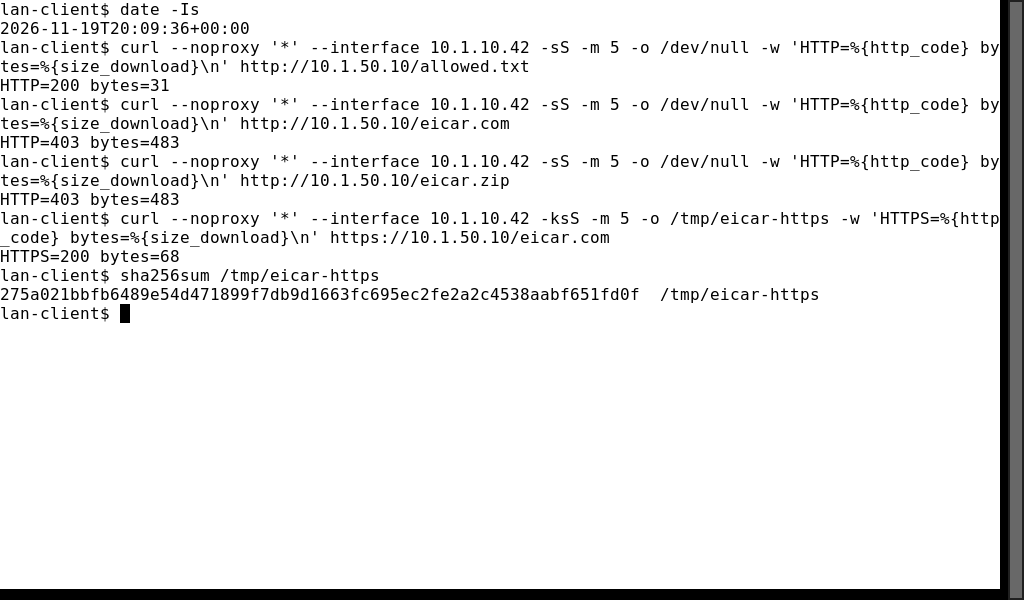 lan-client$ date -Is
2026-11-19T20:09:36+00:00
lan-client$ curl --noproxy '*' --interface 10.1.10.42 -sS -m 5 -o /dev/null -w 'HTTP=%{http_code} by
tes=%{size_download}\n' http://10.1.50.10/allowed.txt
HTTP=200 bytes=31
lan-client$ curl --noproxy '*' --interface 10.1.10.42 -sS -m 5 -o /dev/null -w 'HTTP=%{http_code} by
tes=%{size_download}\n' http://10.1.50.10/eicar.com
HTTP=403 bytes=483
lan-client$ curl --noproxy '*' --interface 10.1.10.42 -sS -m 5 -o /dev/null -w 'HTTP=%{http_code} by
tes=%{size_download}\n' http://10.1.50.10/eicar.zip
HTTP=403 bytes=483
lan-client$ curl --noproxy '*' --interface 10.1.10.42 -ksS -m 5 -o /tmp/eicar-https -w 'HTTPS=%{http
_code} bytes=%{size_download}\n' https://10.1.50.10/eicar.com
HTTPS=200 bytes=68
lan-client$ sha256sum /tmp/eicar-https
275a021bbfb6489e54d471899f7db9d1663fc695ec2fe2a2c4538aabf651fd0f  /tmp/eicar-https
lan-client$